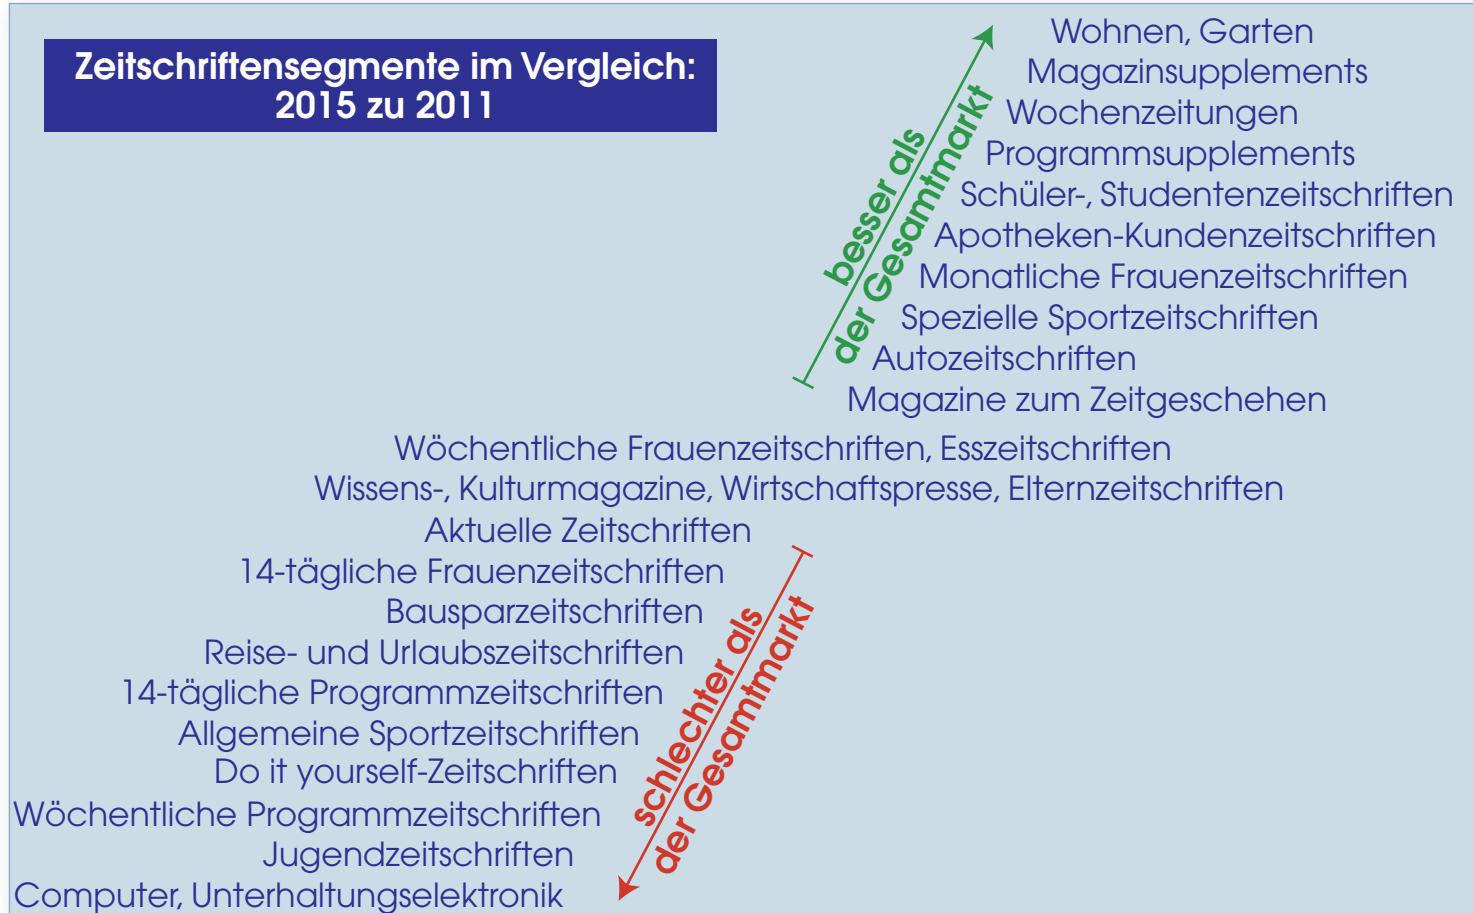 Zeitschriftensegmente im Vergleich:
2015 zu 2011
Wohnen, Garten
Magazinsupplements
Wochenzeitungen
Programmsupplements
Schüler-, Studentenzeitschriften
Apotheken-Kundenzeitschriften
Monatliche Frauenzeitschriften
Spezielle Sportzeitschriften
Autozeitschriften
Magazine zum Zeitgeschehen
besser als
der Gesamtmarkt
Wöchentliche Frauenzeitschriften, Esszeitschriften
Wissens-, Kulturmagazine, Wirtschaftspresse, Elternzeitschriften
Aktuelle Zeitschriften
14-tägliche Frauenzeitschriften
Bausparzeitschriften
Reise- und Urlaubszeitschriften
14-tägliche Programmzeitschriften
Allgemeine Sportzeitschriften
Do it yourself-Zeitschriften
Wöchentliche Programmzeitschriften
Jugendzeitschriften
Computer, Unterhaltungselektronik
schlechter als
der Gesamtmarkt